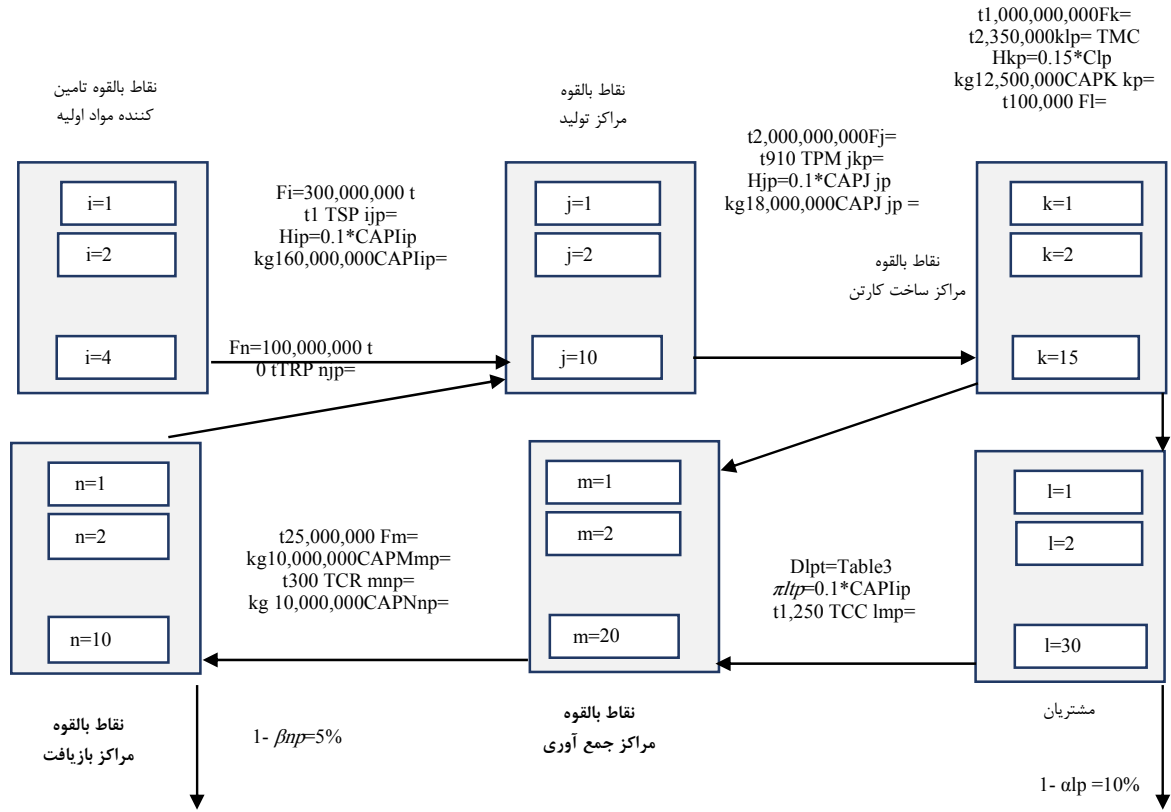 t1,000,000,000Fk=
t2,350,000klp= TMC
Hkp=0.15*Clp
kg12,500,000CAPK kp=
t100,000 Fl=
نقاط بالقوه تامین
کننده مواد اولیه
نقاط بالقوه
مراکز تولید
t2,000,000,000Fj=
t910 TPM jkp=
Hjp=0.1*CAPJ jp
kg18,000,000CAPJ jp =
i=1
i=2
i=4
Fi=300,000,000 t
t1 TSP ijp=
Hip=0.1*CAPIip
kg160,000,000CAPIip=
Fn=100,000,000 t
0 tTRP njp=
j=1
j=2
j=10
نقاط بالقوه
مراکز ساخت کارتن
k=1
k=2
k=15
n=1
n=2
n=10
t25,000,000 Fm=
kg10,000,000CAPMmp=
t300 TCR mnp=
kg 10,000,000CAPNnp=
m=1
m=2
m=20
Dlpt=Table3
πltp=0.1*CAPIip
t1,250 TCC lmp=
l=1
l=2
l=30
نقاط بالقوه
مراکز بازیافت
1- βnp=5%
نقاط بالقوه
مراکز جمع آوری
مشتریان
1- αlp =10%